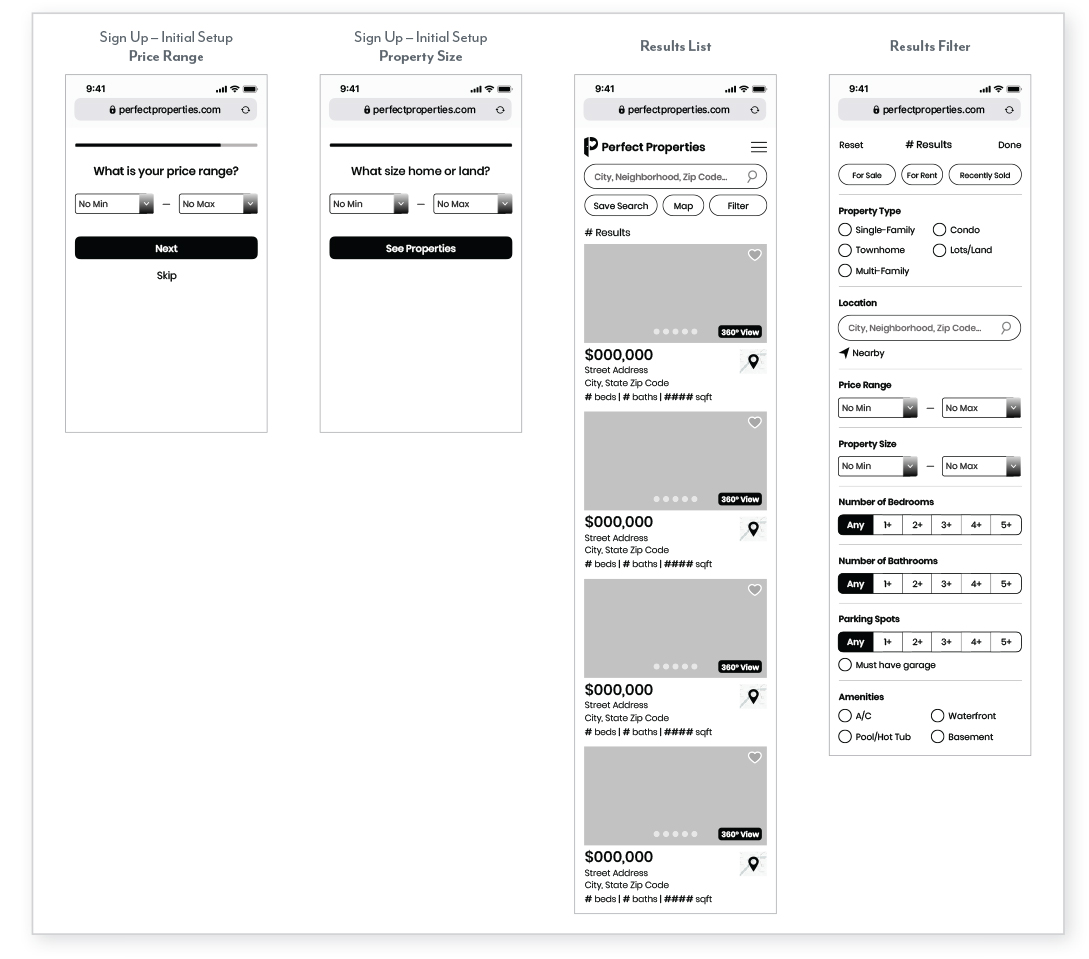 Sign Up – Initial Setup
Price Range
9:41
perfectproperties.com
What is your price range?
No Min – No Max
Next
Skip
Sign Up – Initial Setup
Property Size
9:41
perfectproperties.com
What size home or land?
No Min – No Max
See Properties
Results List
9:41
perfectproperties.com
Perfect Properties
City, Neighborhood, Zip Code...
Save Search Map Filter
# Results
360° View
$000,000
Street Address
City, State Zip Code
# beds | # baths | #### sqft
360° View
$000,000
Street Address
City, State Zip Code
# beds | # baths | #### sqft
360° View
$000,000
Street Address
City, State Zip Code
# beds | # baths | #### sqft
360° View
$000,000
Street Address
City, State Zip Code
# beds | # baths | #### sqft
Results Filter
9:41
perfectproperties.com
Reset # Results Done
For Sale For Rent Recently Sold
Property Type
Single-Family Condo
Townhome Lots/Land
Multi-Family
Location
City, Neighborhood, Zip Code...
Nearby
Price Range
No Min – No Max
Property Size
No Min – No Max
Number of Bedrooms
Any 1+ 2+ 3+ 4+ 5+
Number of Bathrooms
Any 1+ 2+ 3+ 4+ 5+
Parking Spots
Any 1+ 2+ 3+ 4+ 5+
Must have garage
Amenities
A/C Waterfront
Pool/Hot Tub Basement